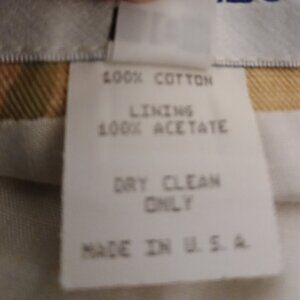 100% COTTON
LINING
100% ACETATE
DRY CLEAN
ONLY
MADE IN U.S.A.